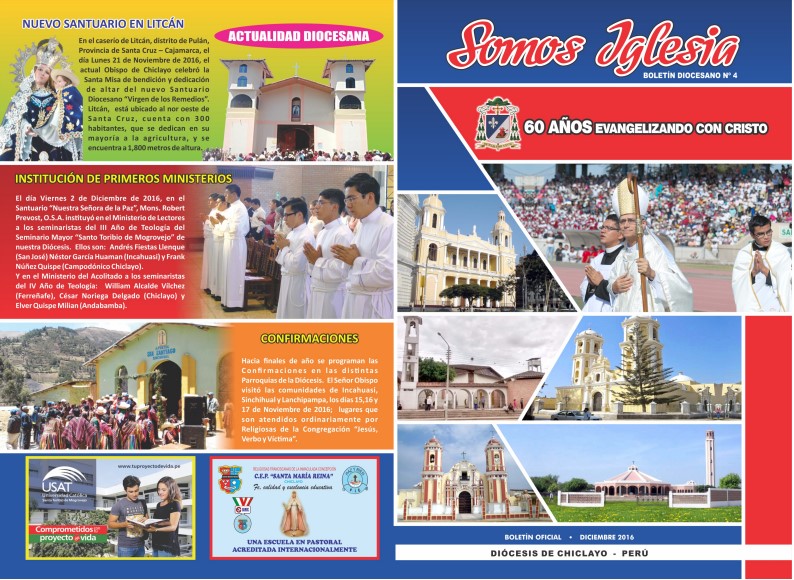 NUEVO SANTUARIO EN LITCÁN
En el caserío de Litcán, distrito de Pulán,
Provincia de Santa Cruz – Cajamarca, el
día Lunes 21 de Noviembre de 2016, el
actual Obispo de Chiclayo celebró la
Santa Misa de bendición y dedicación
de altar del nuevo Santuario
Diocesano "Virgen de los Remedios".
Litcán, está ubicado al nor oeste de
Santa Cruz, cuenta con 300
habitantes, que se dedican en su
mayoría a la agricultura, y se
encuentra a 1,800 metros de altura.
ACTUALIDAD DIOCESANA
INSTITUCIÓN DE PRIMEROS MINISTERIOS
El día Viernes 2 de Diciembre de 2016, en el
Santuario "Nuestra Señora de la Paz", Mons. Robert
Prevost, O.S.A. instituyó en el Ministerio de Lectores
a los seminaristas del III Año de Teología del
Seminario Mayor "Santo Toribio de Mogrovejo" de
nuestra Diócesis. Ellos son: Andrés Fiestas Llenque
(San José) Néstor García Huaman (Incahuasi) y Frank
Núñez Quispe (Campodónico Chiclayo).
Y en el Ministerio del Acolitado a los seminaristas
del IV Año de Teología: William Alcalde Vilchez
(Ferreñafe), César Noriega Delgado (Chiclayo) y
Elver Quispe Milian (Andabamba).
CONFIRMACIONES
Hacia finales de año se programan las
Confirmaciones en las distintas
Parroquias de la Diócesis. El Señor Obispo
visitó las comunidades de Incahuasi,
Sinchihual y Lanchipampa, los días 15,16 y
17 de Noviembre de 2016; lugares que
son atendidos ordinariamente por
Religiosas de la Congregación "Jesús,
Verbo y Víctima".
www.tuproyectodevida.pe
USAT
Universidad Católica
Santo Toribio de Mogrovejo
Comprometidos
proyecto vida
RELIGIOSAS FRANCISCANAS DE LA INMACULADA CONCEPCIÓN
C.E.P. "SANTA MARÍA REINA"
CHICLAYO
Fe, calidad y excelencia educativa
UNA ESCUELA EN PASTORAL
ACREDITADA INTERNACIONALMENTE
Somos Iglesia
BOLETÍN DIOCESANO Nº 4
60 AÑOS EVANGELIZANDO CON CRISTO
BOLETÍN OFICIAL • DICIEMBRE 2016
DIÓCESIS DE CHICLAYO - PERÚ